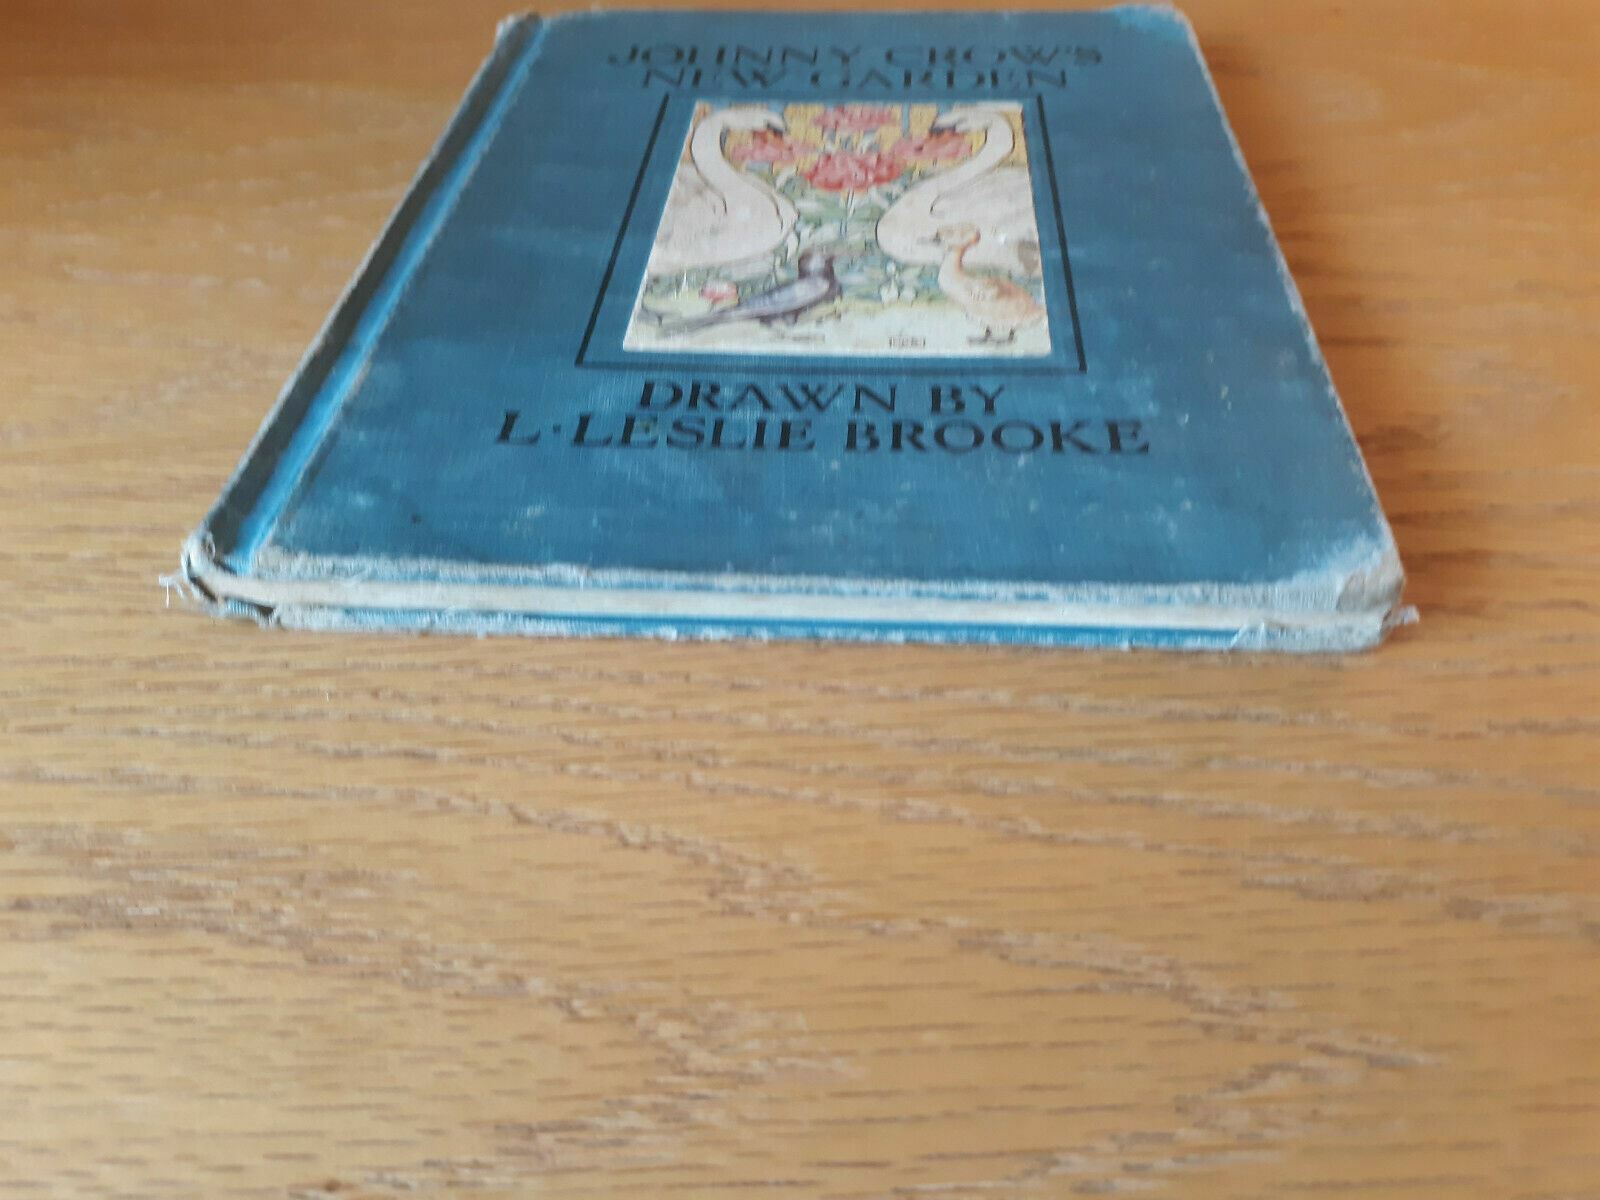 JOHNNY CROW'S
NEW GARDEN
DRAWN BY
L·LESLIE BROOKE